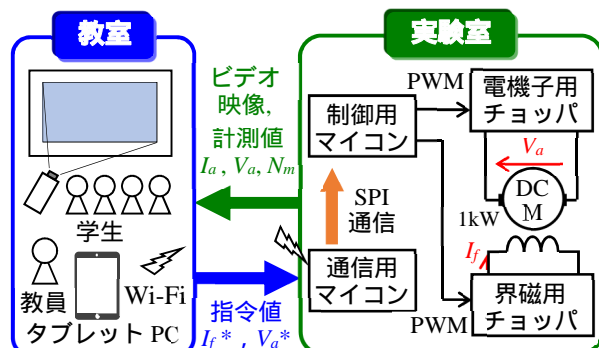 教室
学生
教員
Wi-Fi
タブレット PC
ビデオ
映像,
計測値
Ia , Va, Nm
指令値
If* , Va*
実験室
制御用
マイコン
SPI
通信
通信用
マイコン
PWM
電機子用
チョッパ
Va
DC
M
1kW
If
界磁用
チョッパ
PWM